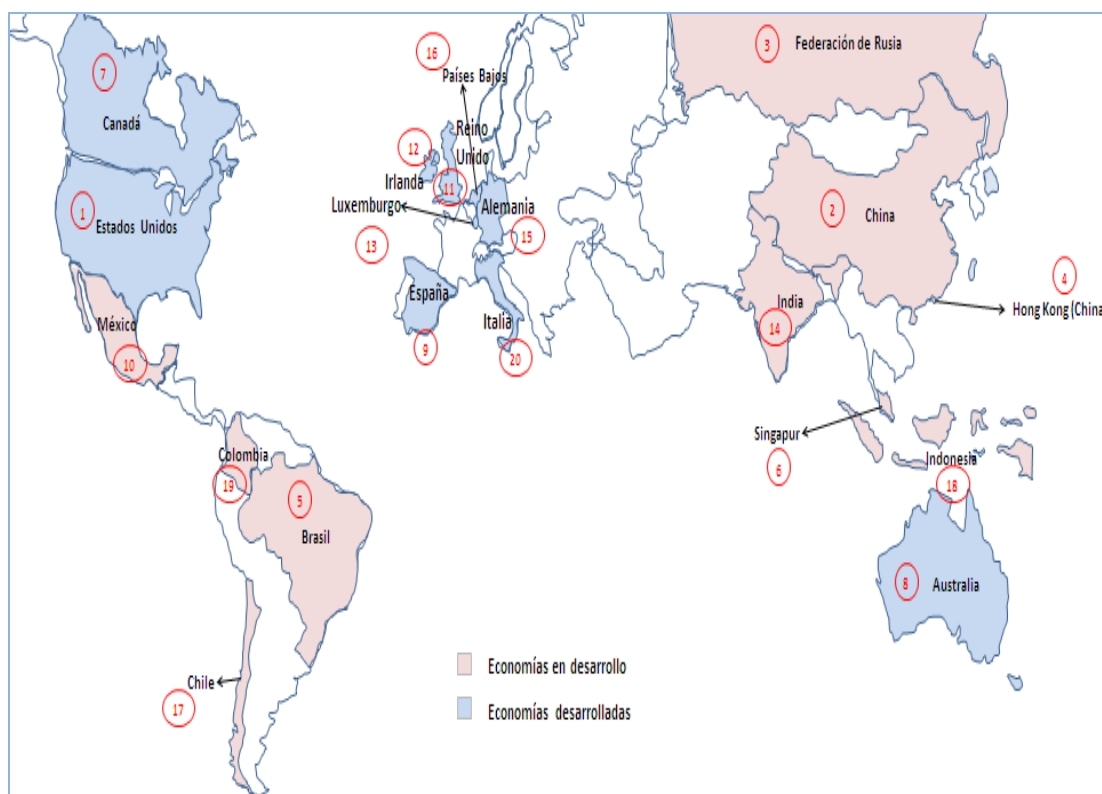 16
3
Federación de Rusia
7
Países Bajos
Canadá
Reino
Unido
12
Irlanda
11
Luxemburgo
Alemania
1
Estados Unidos
2
China
13
15
4
España
India
Hong Kong (China
México
Italia
14
9
20
10
Singapur
Colombia
Indonesia
6
19
18
5
Brasil
8
Australia
Economías en desarrollo
Chile
17
Economías desarrolladas